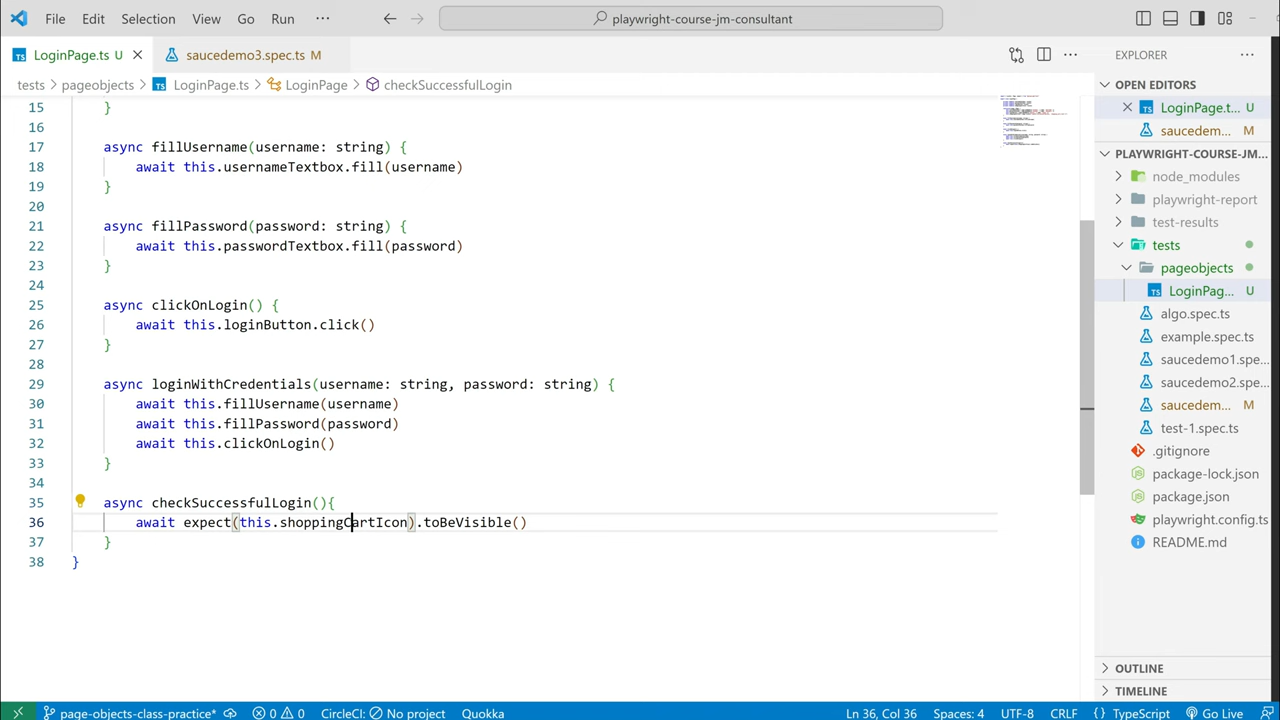 File Edit Selection View Go Run ··· playwright-course-jm-consultant
LoginPage.ts U saucedemo3.spec.ts M
tests > pageobjects > LoginPage.ts > LoginPage > checkSuccessfulLogin
15 }
16
17 async fillUsername(username: string) {
18 await this.usernameTextbox.fill(username)
19 }
20
21 async fillPassword(password: string) {
22 await this.passwordTextbox.fill(password)
23 }
24
25 async clickOnLogin() {
26 await this.loginButton.click()
27 }
28
29 async loginWithCredentials(username: string, password: string) {
30 await this.fillUsername(username)
31 await this.fillPassword(password)
32 await this.clickOnLogin()
33 }
34
35 async checkSuccessfulLogin(){
36 await expect(this.shoppingCartIcon).toBeVisible()
37 }
38 }
EXPLORER
OPEN EDITORS
LoginPage.t... U
saucedem... M
PLAYWRIGHT-COURSE-JM-...
node_modules
playwright-report
test-results
tests
pageobjects
LoginPag... U
algo.spec.ts
example.spec.ts
saucedemo1.spe...
saucedemo2.spe...
saucedem... M
test-1.spec.ts
.gitignore
package-lock.json
package.json
playwright.config.ts
README.md
OUTLINE
TIMELINE
page-objects-class-practice* 0 0 CircleCI: No project Quokka Ln 36, Col 36 Spaces: 4 UTF-8 CRLF TypeScript Go Live